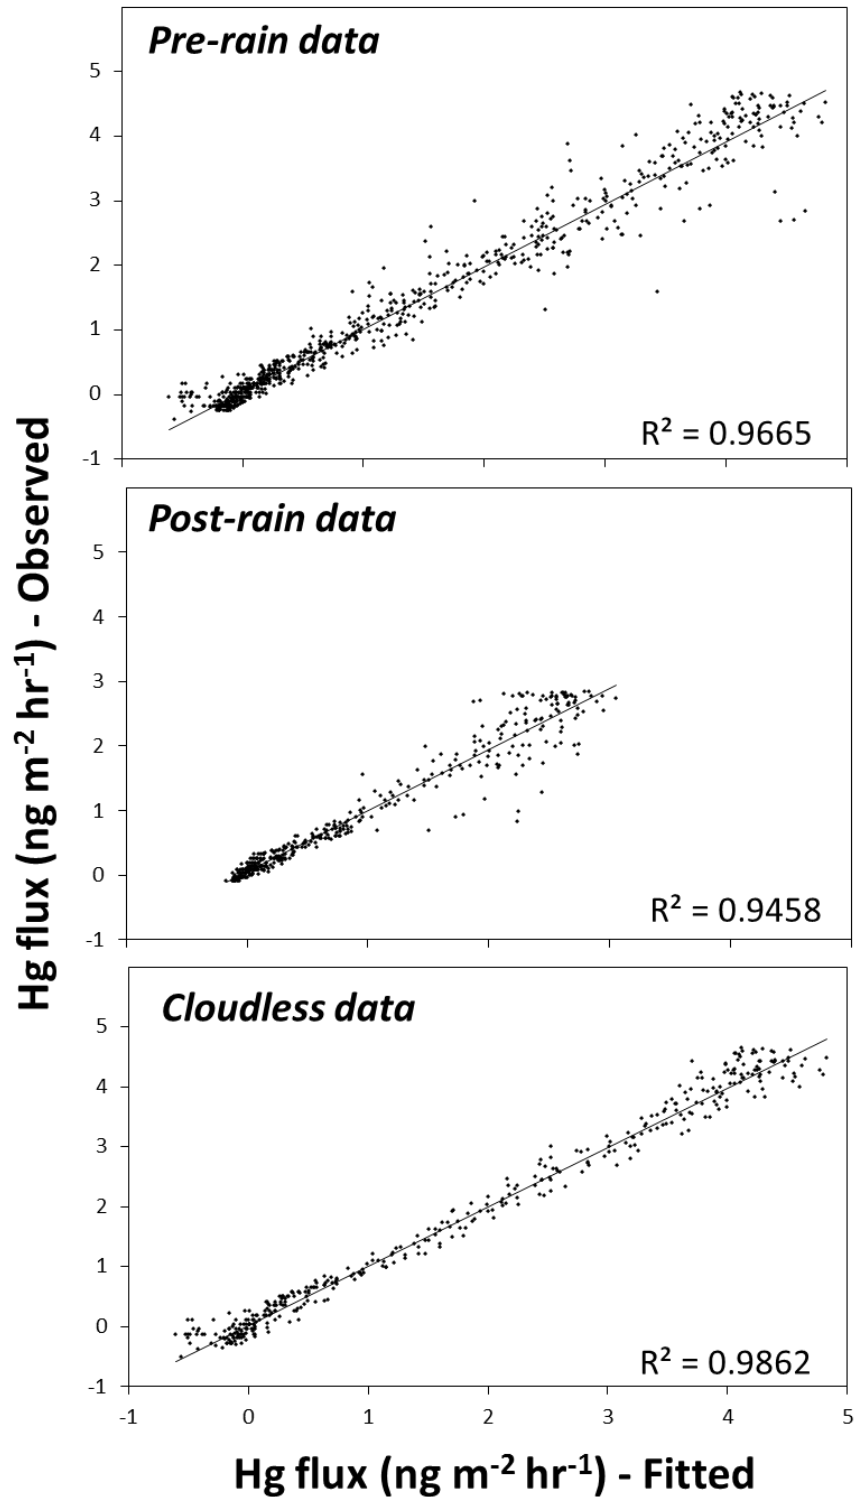 Pre-rain data
5
4
3
2
1
0
-1
R² = 0.9665
Post-rain data
5
4
3
2
1
0
-1
R² = 0.9458
Cloudless data
5
4
3
2
1
0
-1
R² = 0.9862
-1 0 1 2 3 4 5
Hg flux (ng m⁻² hr⁻¹) - Observed
Hg flux (ng m⁻² hr⁻¹) - Fitted